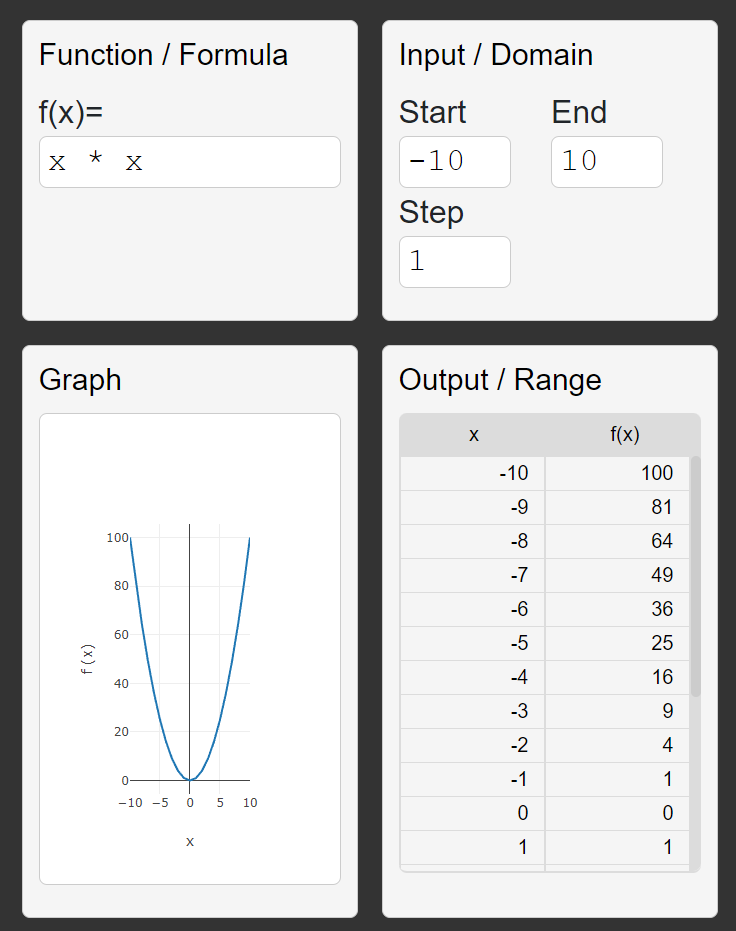 Function / Formula
f(x)=
x * x
Input / Domain
Start End
-10 10
Step
1
Graph
100
80
60
40
20
0
f(x)
−10 −5 0 5 10
x
Output / Range
x f(x)
-10 100
-9 81
-8 64
-7 49
-6 36
-5 25
-4 16
-3 9
-2 4
-1 1
0 0
1 1